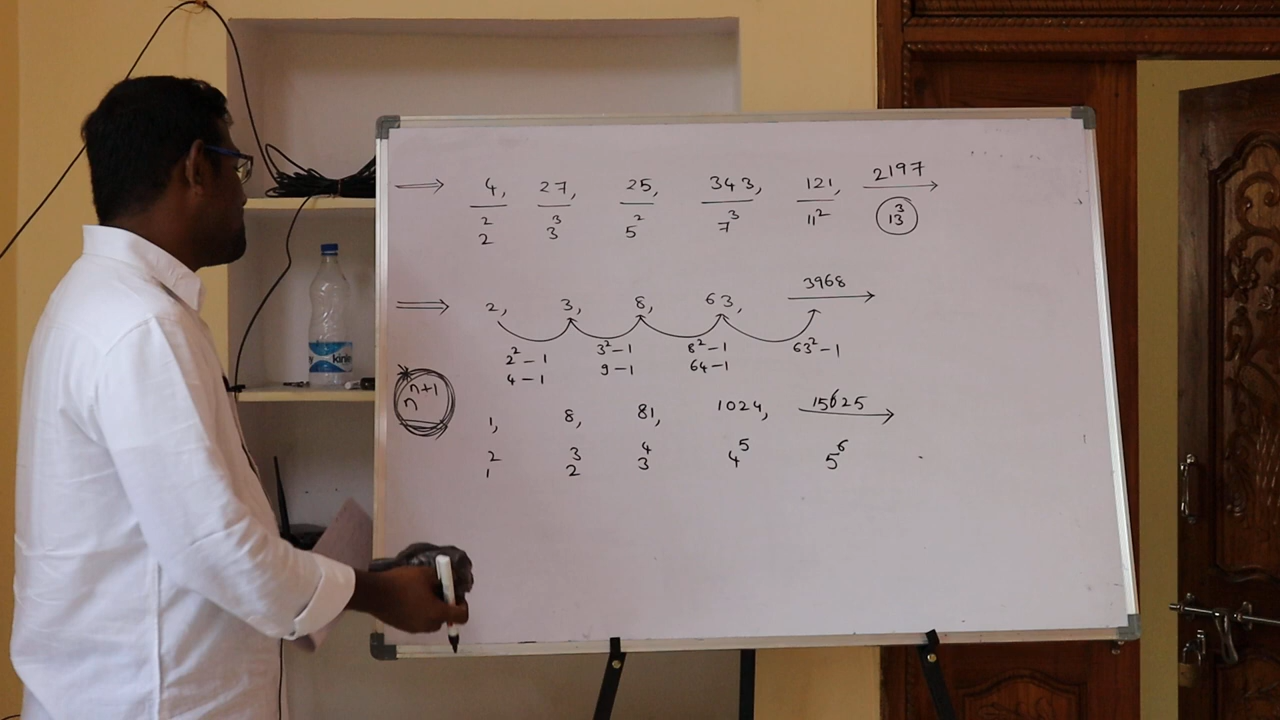 ⇒ 4, 27, 25, 343, 121, 2197
2² 3³ 5² 7³ 11² 13³
⇒ 2, 3, 8, 63, 3968
2²-1 3²-1 8²-1 63²-1
4-1 9-1 64-1
* nⁿ⁺¹
1, 8, 81, 1024, 15625
1² 2³ 3⁴ 4⁵ 5⁶
kinle